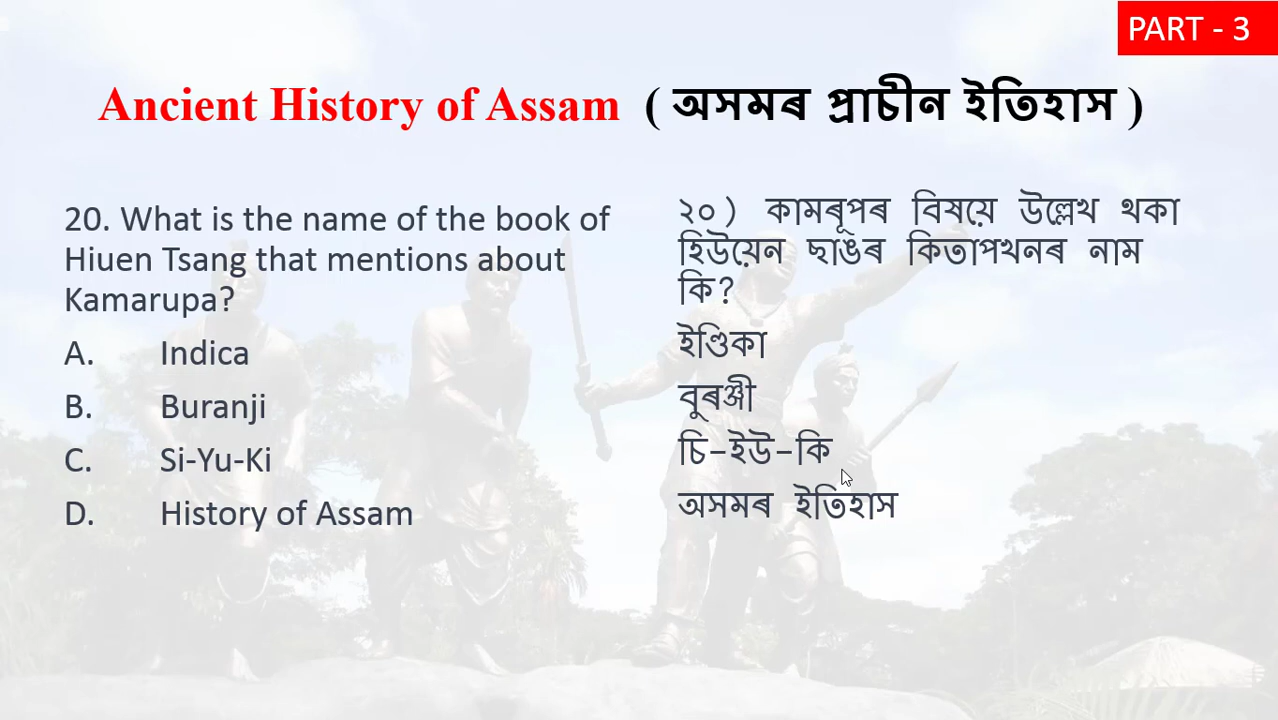 PART - 3
Ancient History of Assam ( অসমৰ প্ৰাচীন ইতিহাস )
20. What is the name of the book of
Hiuen Tsang that mentions about
Kamarupa?
A. Indica
B. Buranji
C. Si-Yu-Ki
D. History of Assam
২০) কামৰূপৰ বিষয়ে উল্লেখ থকা
হিউয়েন ছাঙৰ কিতাপখনৰ নাম
কি?
ইণ্ডিকা
বুৰঞ্জী
চি-ইউ-কি
অসমৰ ইতিহাস